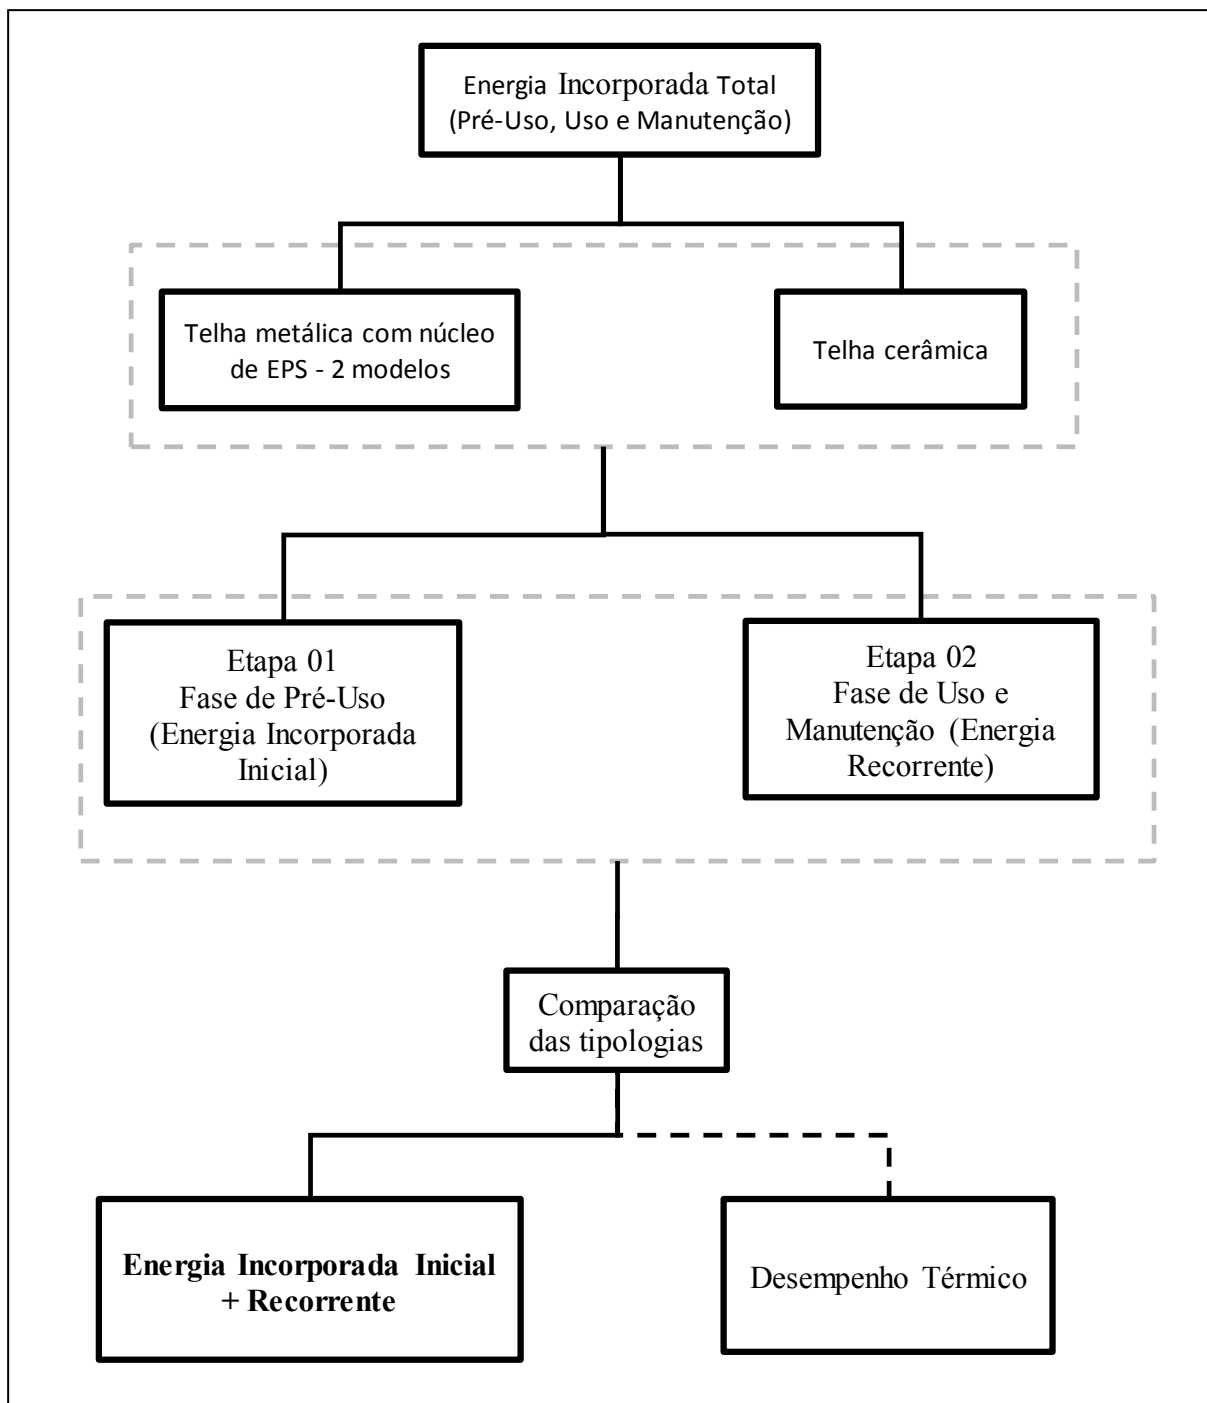 Energia Incorporada Total
(Pré-Uso, Uso e Manutenção)
Telha metálica com núcleo
de EPS - 2 modelos
Telha cerâmica
Etapa 01
Fase de Pré-Uso
(Energia Incorporada
Inicial)
Etapa 02
Fase de Uso e
Manutenção (Energia
Recorrente)
Comparação
das tipologias
Energia Incorporada Inicial
+ Recorrente
Desempenho Térmico